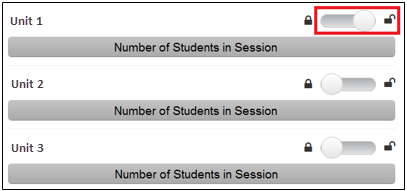 Unit 1
Number of Students in Session
Unit 2
Number of Students in Session
Unit 3
Number of Students in Session